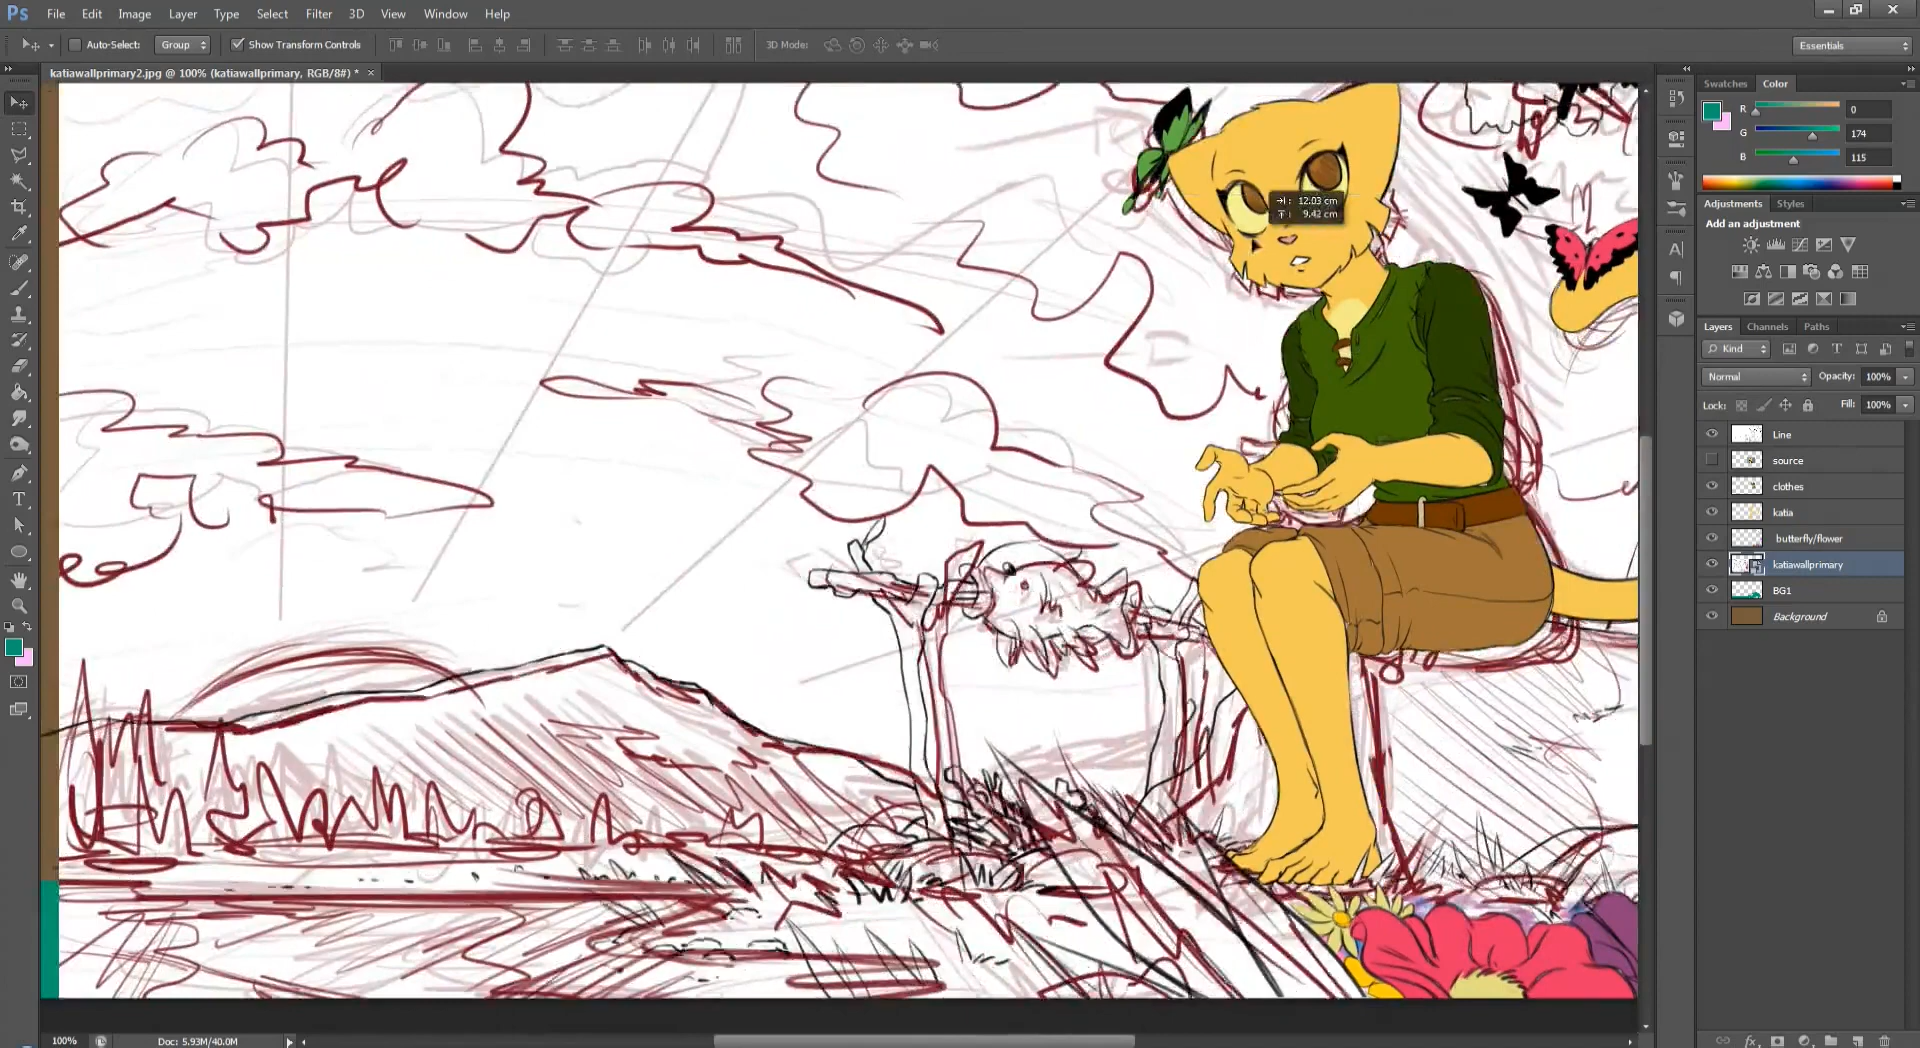 Ps File Edit Image Layer Type Select Filter 3D View Window Help
Auto-Select: Group Show Transform Controls 3D Mode: Essentials
katiawallprimary2.jpg @ 100% (katiawallprimary, RGB/8#) * ×
Swatches Color
R 0
G 174
B 115
Adjustments Styles
Add an adjustment
12.03 cm
9.42 cm
Layers Channels Paths
Kind
Normal Opacity: 100%
Lock: Fill: 100%
Line
source
clothes
katia
butterfly/flower
katiawallprimary
BG1
Background
100% Doc: 5.93M/40.0M